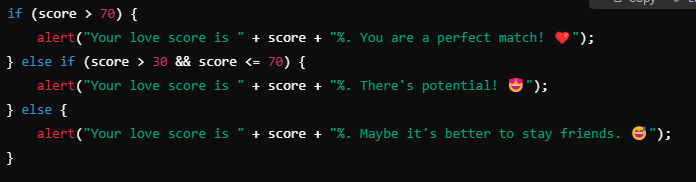 Copy
if (score > 70) {
    alert("Your love score is " + score + "%. You are a perfect match! ❤️");
} else if (score > 30 && score <= 70) {
    alert("Your love score is " + score + "%. There's potential! 😍");
} else {
    alert("Your love score is " + score + "%. Maybe it's better to stay friends. 😅");
}